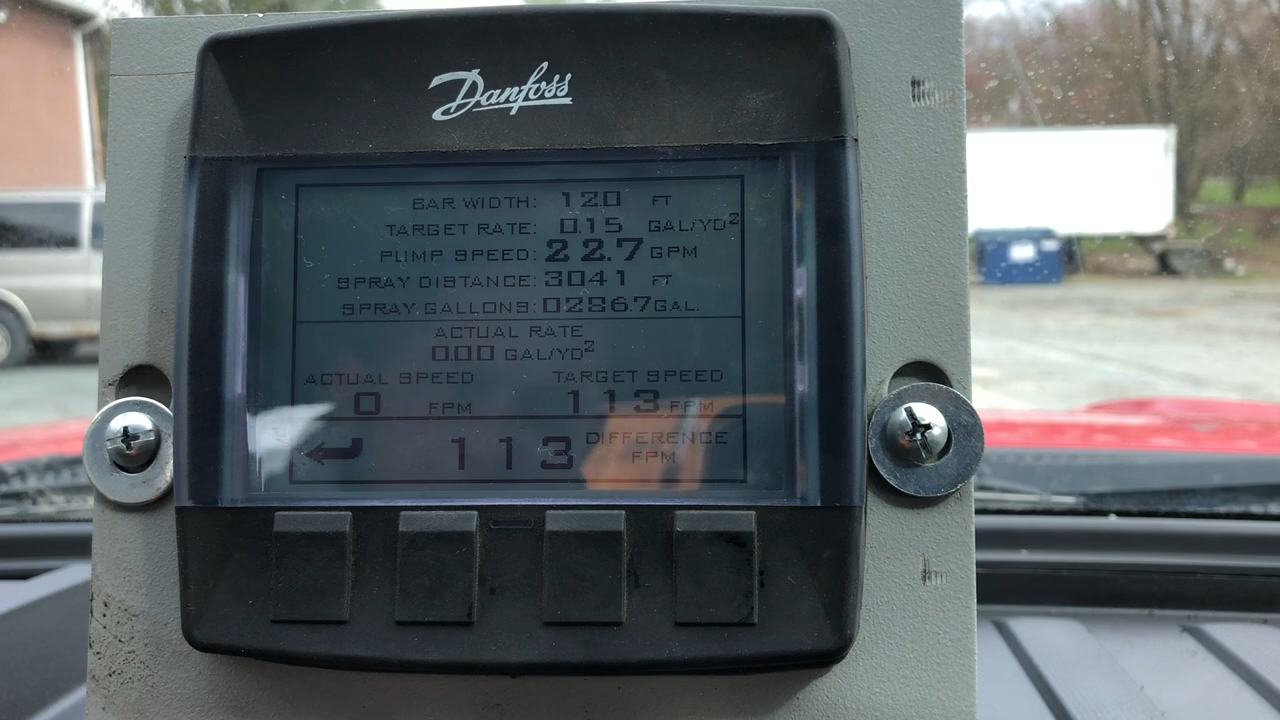 Danfoss
BAR WIDTH: 12.0 FT
TARGET RATE: 0.15 GAL/YD²
PUMP SPEED: 22.7 GPM
SPRAY DISTANCE: 3041 FT
SPRAY GALLONS: 0286.7 GAL.
ACTUAL RATE
0.00 GAL/YD²
ACTUAL SPEED TARGET SPEED
0 FPM 113 FPM
113 DIFFERENCE
FPM